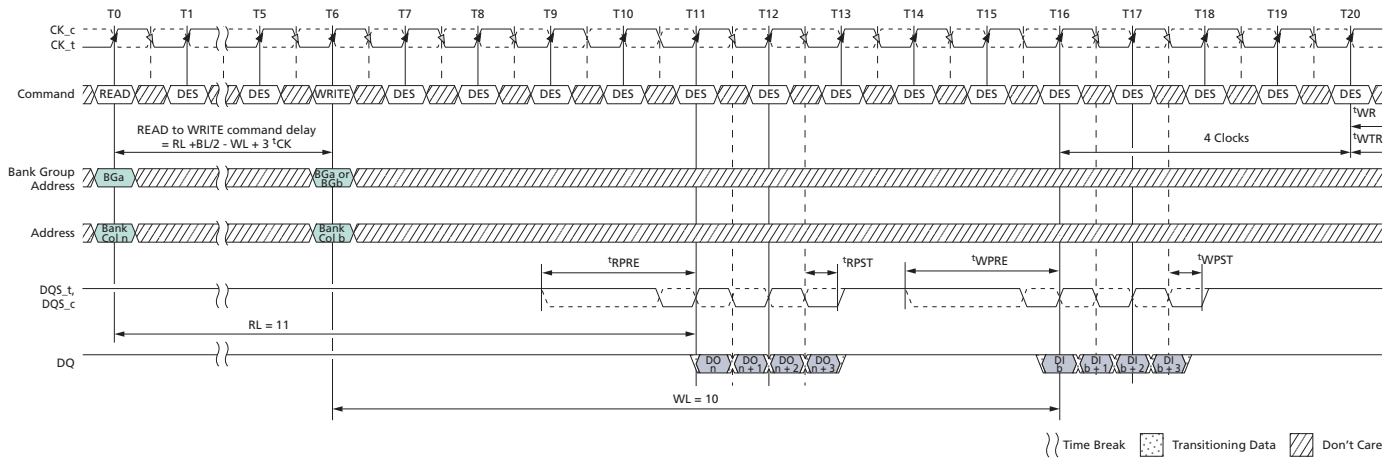 T0 T1 T5 T6 T7 T8 T9 T10 T11 T12 T13 T14 T15 T16 T17 T18 T19 T20
CK_c
CK_t
Command READ DES DES WRITE DES DES DES DES DES DES DES DES DES DES DES DES DES DES
tWR
READ to WRITE command delay
= RL +BL/2 - WL + 3 tCK
4 Clocks
tWTR
Bank Group
Address
BGa
BGa or
BGb
Address
Bank
Col n
Bank
Col b
tRPRE tRPST tWPRE tWPST
DQS_t,
DQS_c
RL = 11
DQ
DO
n
DO
n + 1
DO
n + 2
DO
n + 3
DI
b
DI
b + 1
DI
b + 2
DI
b + 3
WL = 10
Time Break Transitioning Data Don't Care